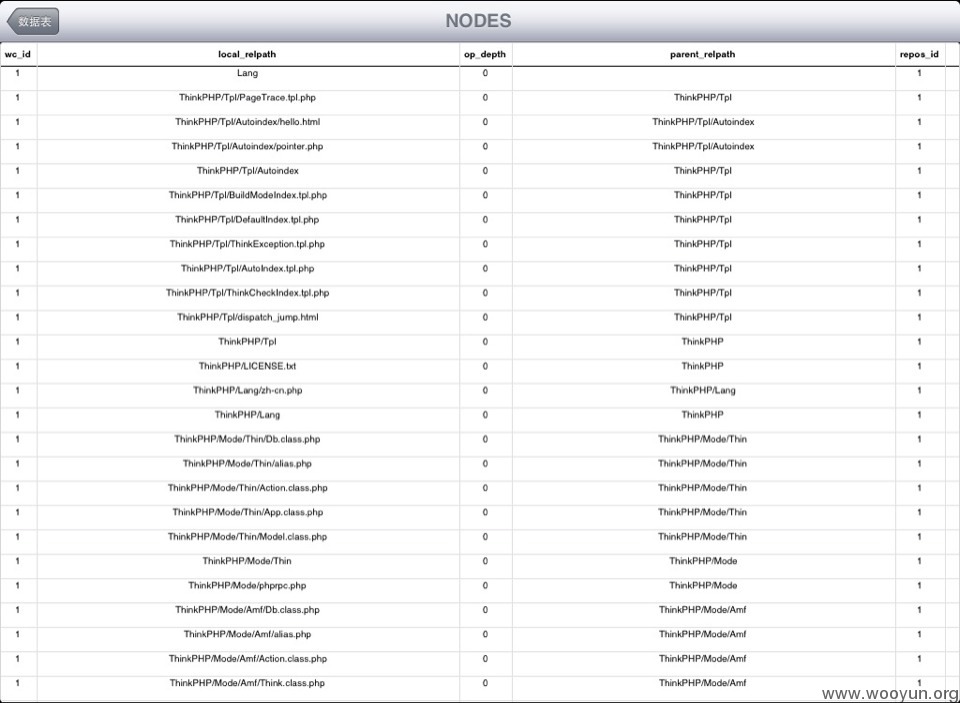 数据表 NODES
wc_id local_relpath op_depth parent_relpath repos_id
1 Lang 0 1
1 ThinkPHP/Tpl/PageTrace.tpl.php 0 ThinkPHP/Tpl 1
1 ThinkPHP/Tpl/Autoindex/hello.html 0 ThinkPHP/Tpl/Autoindex 1
1 ThinkPHP/Tpl/Autoindex/pointer.php 0 ThinkPHP/Tpl/Autoindex 1
1 ThinkPHP/Tpl/Autoindex 0 ThinkPHP/Tpl 1
1 ThinkPHP/Tpl/BuildModeIndex.tpl.php 0 ThinkPHP/Tpl 1
1 ThinkPHP/Tpl/DefaultIndex.tpl.php 0 ThinkPHP/Tpl 1
1 ThinkPHP/Tpl/ThinkException.tpl.php 0 ThinkPHP/Tpl 1
1 ThinkPHP/Tpl/AutoIndex.tpl.php 0 ThinkPHP/Tpl 1
1 ThinkPHP/Tpl/ThinkCheckIndex.tpl.php 0 ThinkPHP/Tpl 1
1 ThinkPHP/Tpl/dispatch_jump.html 0 ThinkPHP/Tpl 1
1 ThinkPHP/Tpl 0 ThinkPHP 1
1 ThinkPHP/LICENSE.txt 0 ThinkPHP 1
1 ThinkPHP/Lang/zh-cn.php 0 ThinkPHP/Lang 1
1 ThinkPHP/Lang 0 ThinkPHP 1
1 ThinkPHP/Mode/Thin/Db.class.php 0 ThinkPHP/Mode/Thin 1
1 ThinkPHP/Mode/Thin/alias.php 0 ThinkPHP/Mode/Thin 1
1 ThinkPHP/Mode/Thin/Action.class.php 0 ThinkPHP/Mode/Thin 1
1 ThinkPHP/Mode/Thin/App.class.php 0 ThinkPHP/Mode/Thin 1
1 ThinkPHP/Mode/Thin/Model.class.php 0 ThinkPHP/Mode/Thin 1
1 ThinkPHP/Mode/Thin 0 ThinkPHP/Mode 1
1 ThinkPHP/Mode/phprpc.php 0 ThinkPHP/Mode 1
1 ThinkPHP/Mode/Amf/Db.class.php 0 ThinkPHP/Mode/Amf 1
1 ThinkPHP/Mode/Amf/alias.php 0 ThinkPHP/Mode/Amf 1
1 ThinkPHP/Mode/Amf/Action.class.php 0 ThinkPHP/Mode/Amf 1
1 ThinkPHP/Mode/Amf/Think.class.php 0 ThinkPHP/Mode/Amf 1
www.wooyun.org